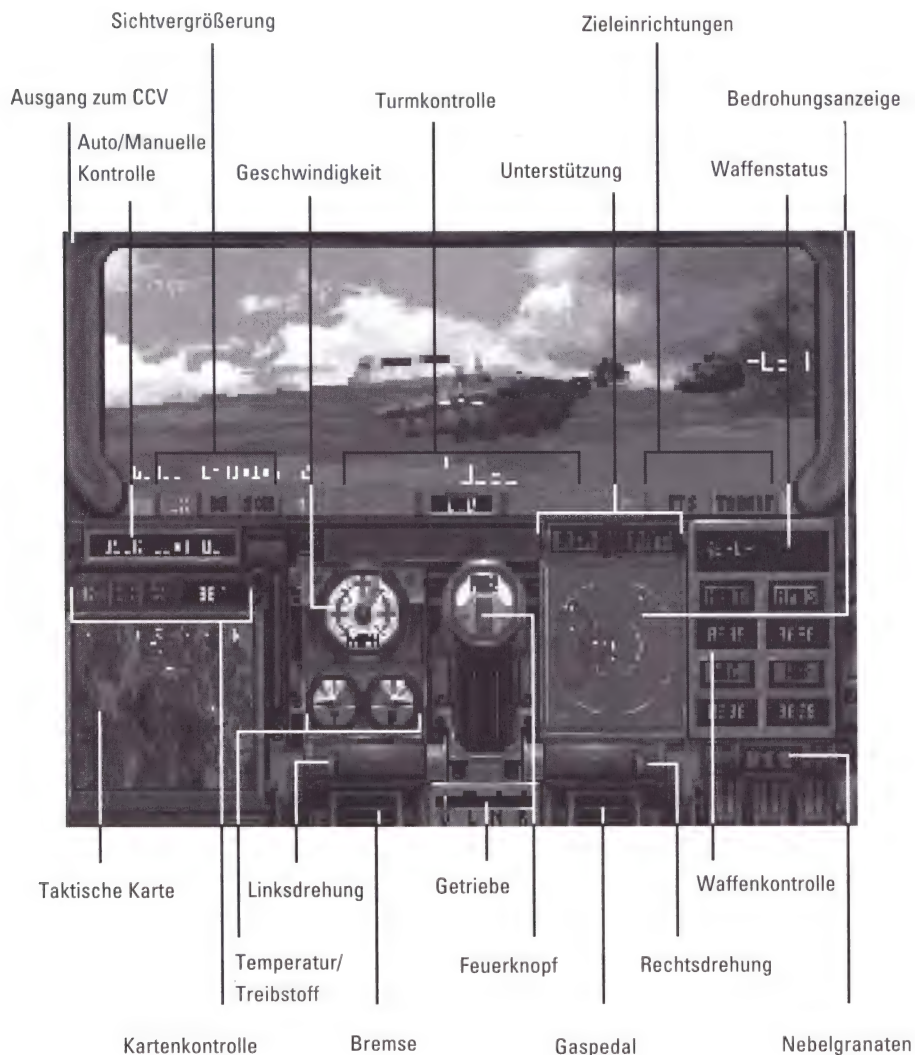 Sichtvergrößerung
Zieleinrichtungen
Ausgang zum CCV
Turmkontrolle
Bedrohungsanzeige
Auto/Manuelle
Kontrolle
Geschwindigkeit
Unterstützung
Waffenstatus
MPH
Taktische Karte
Linksdrehung
Getriebe
Waffenkontrolle
Temperatur/
Treibstoff
Feuerknopf
Rechtsdrehung
Kartenkontrolle
Bremse
Gaspedal
Nebelgranaten